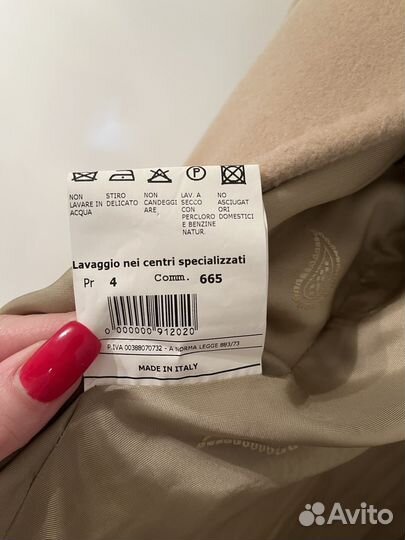 P
NON
LAVARE IN
ACQUA
STIRO
DELICATO
NON
CANDEGGI
ARE,
LAV. A
SECCO
CON
PERCLORO
E BENZINE
NATUR.
NO
ASCIUGAT
ORI
DOMESTICI
Lavaggio nei centri specializzati
Pr 4 Comm. 665
0 000000 912020
P.IVA 00388070732 - A NORMA LEGGE 883/73
MADE IN ITALY
Avito